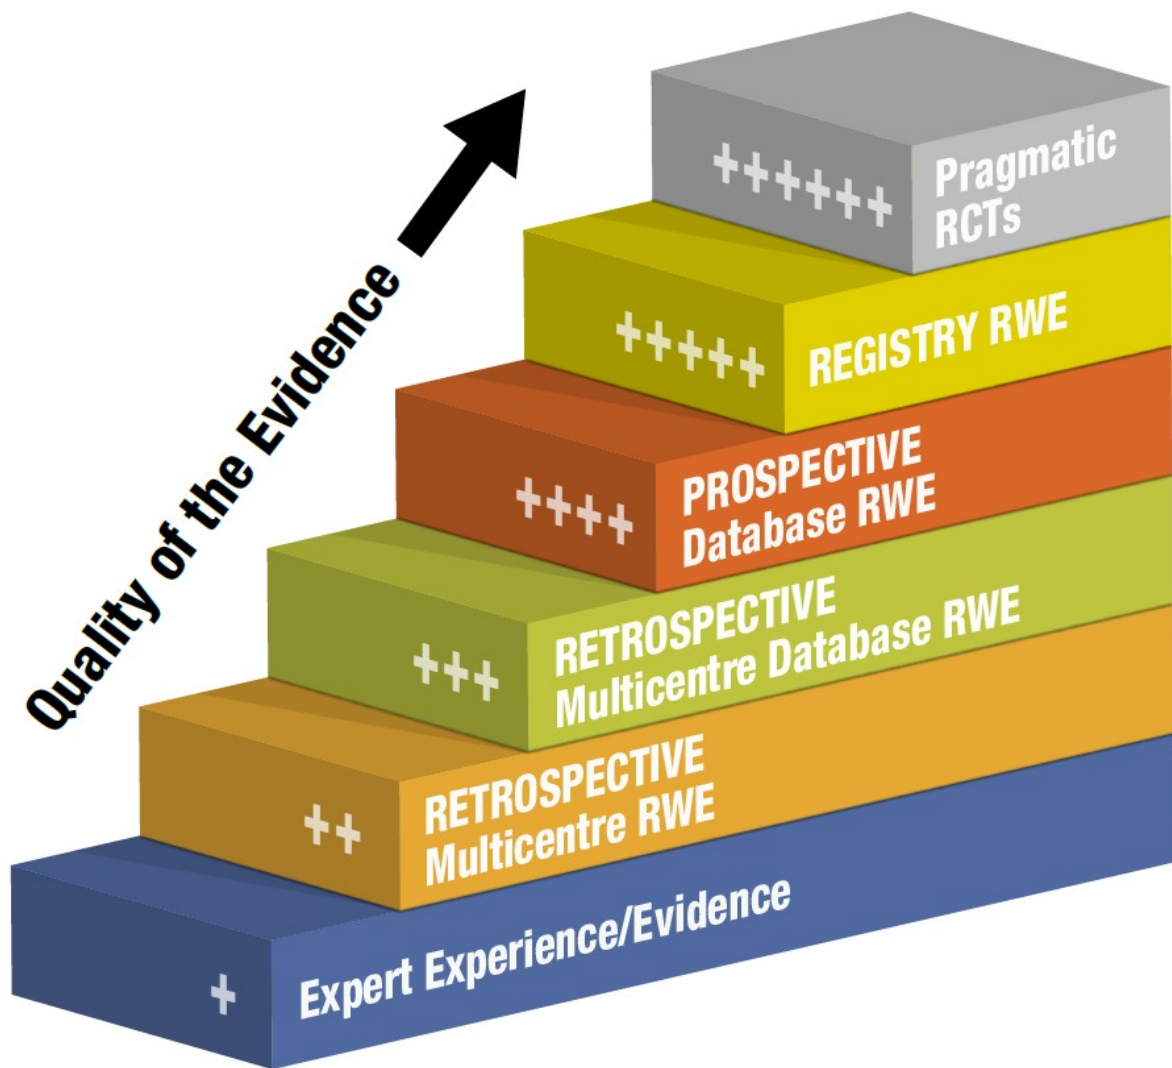 Quality of the Evidence
++++++
Pragmatic
RCTs
+++++
REGISTRY RWE
++++
PROSPECTIVE
Database RWE
+++
RETROSPECTIVE
Multicentre Database RWE
++
RETROSPECTIVE
Multicentre RWE
+
Expert Experience/Evidence